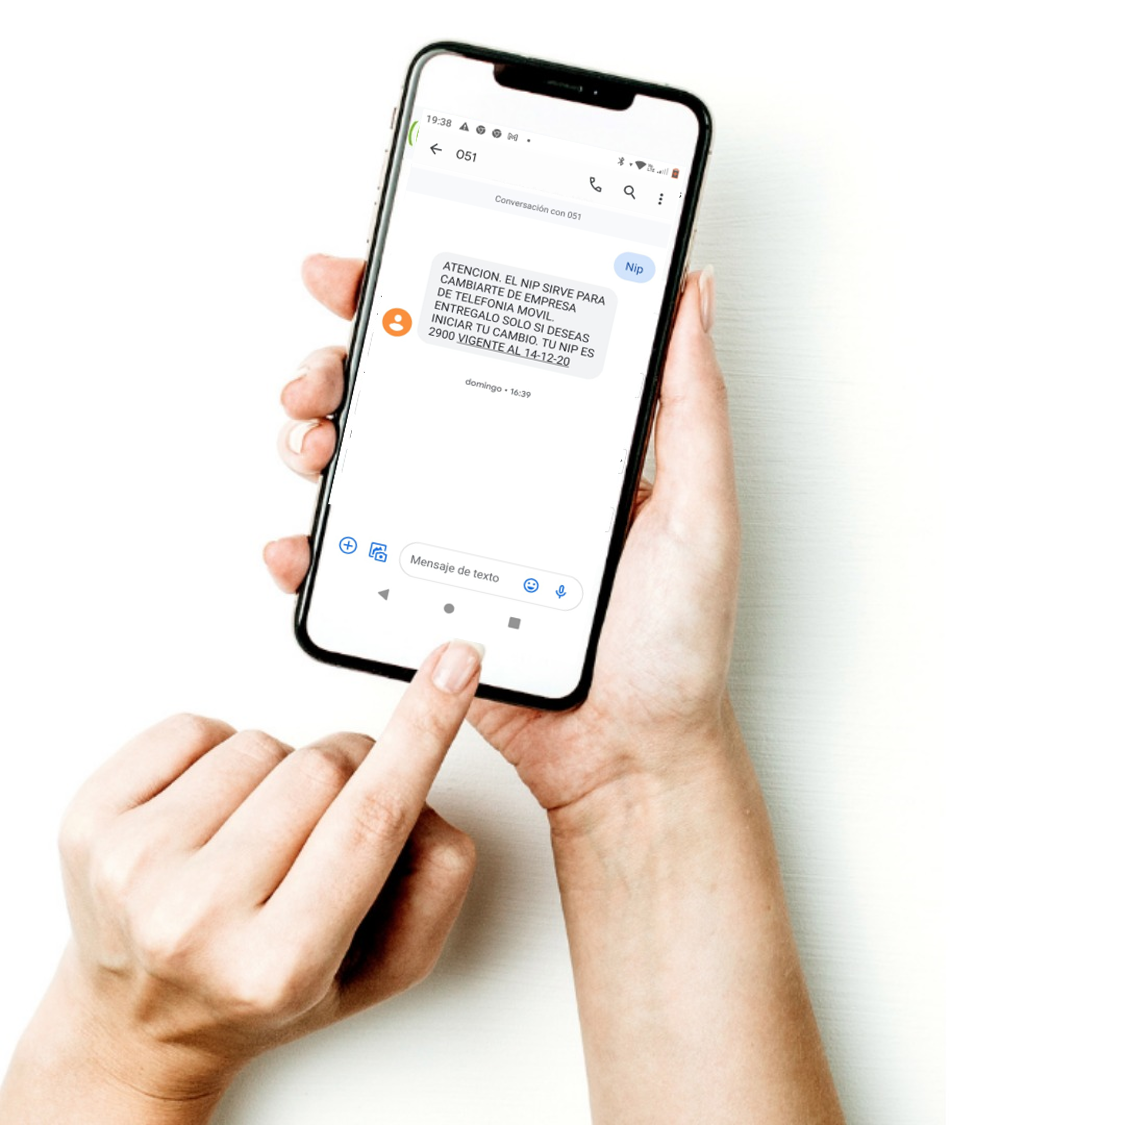 19:38
051
Conversación con 051
Nip
ATENCION. EL NIP SIRVE PARA
CAMBIARTE DE EMPRESA
DE TELEFONIA MOVIL.
ENTREGALO SOLO SI DESEAS
INICIAR TU CAMBIO. TU NIP ES
2900 VIGENTE AL 14-12-20
domingo • 16:39
Mensaje de texto